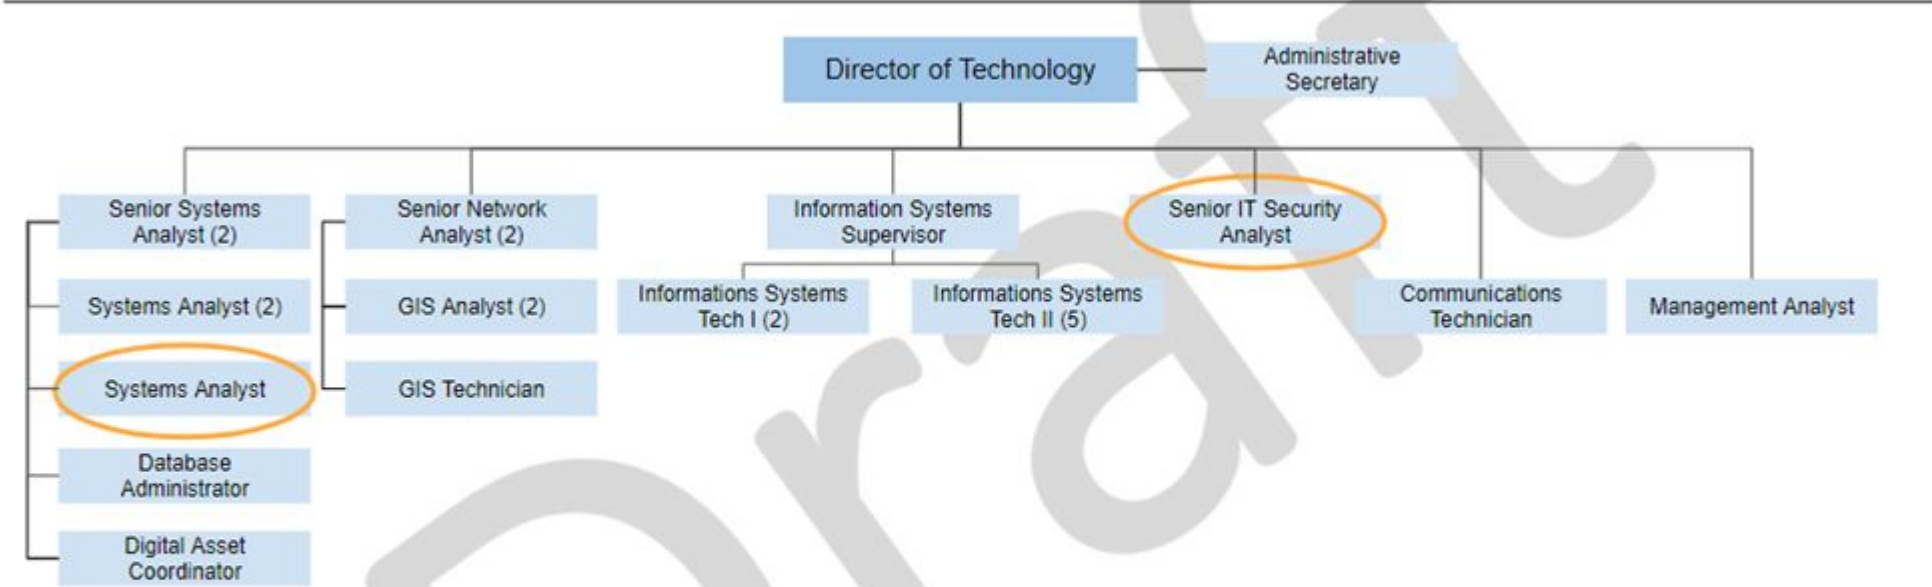 Director of Technology
Administrative
Secretary
Senior Systems
Analyst (2)
Senior Network
Analyst (2)
Information Systems
Supervisor
Senior IT Security
Analyst
Systems Analyst (2)
GIS Analyst (2)
Informations Systems
Tech I (2)
Informations Systems
Tech II (5)
Communications
Technician
Management Analyst
Systems Analyst
GIS Technician
Database
Administrator
Digital Asset
Coordinator
Draft